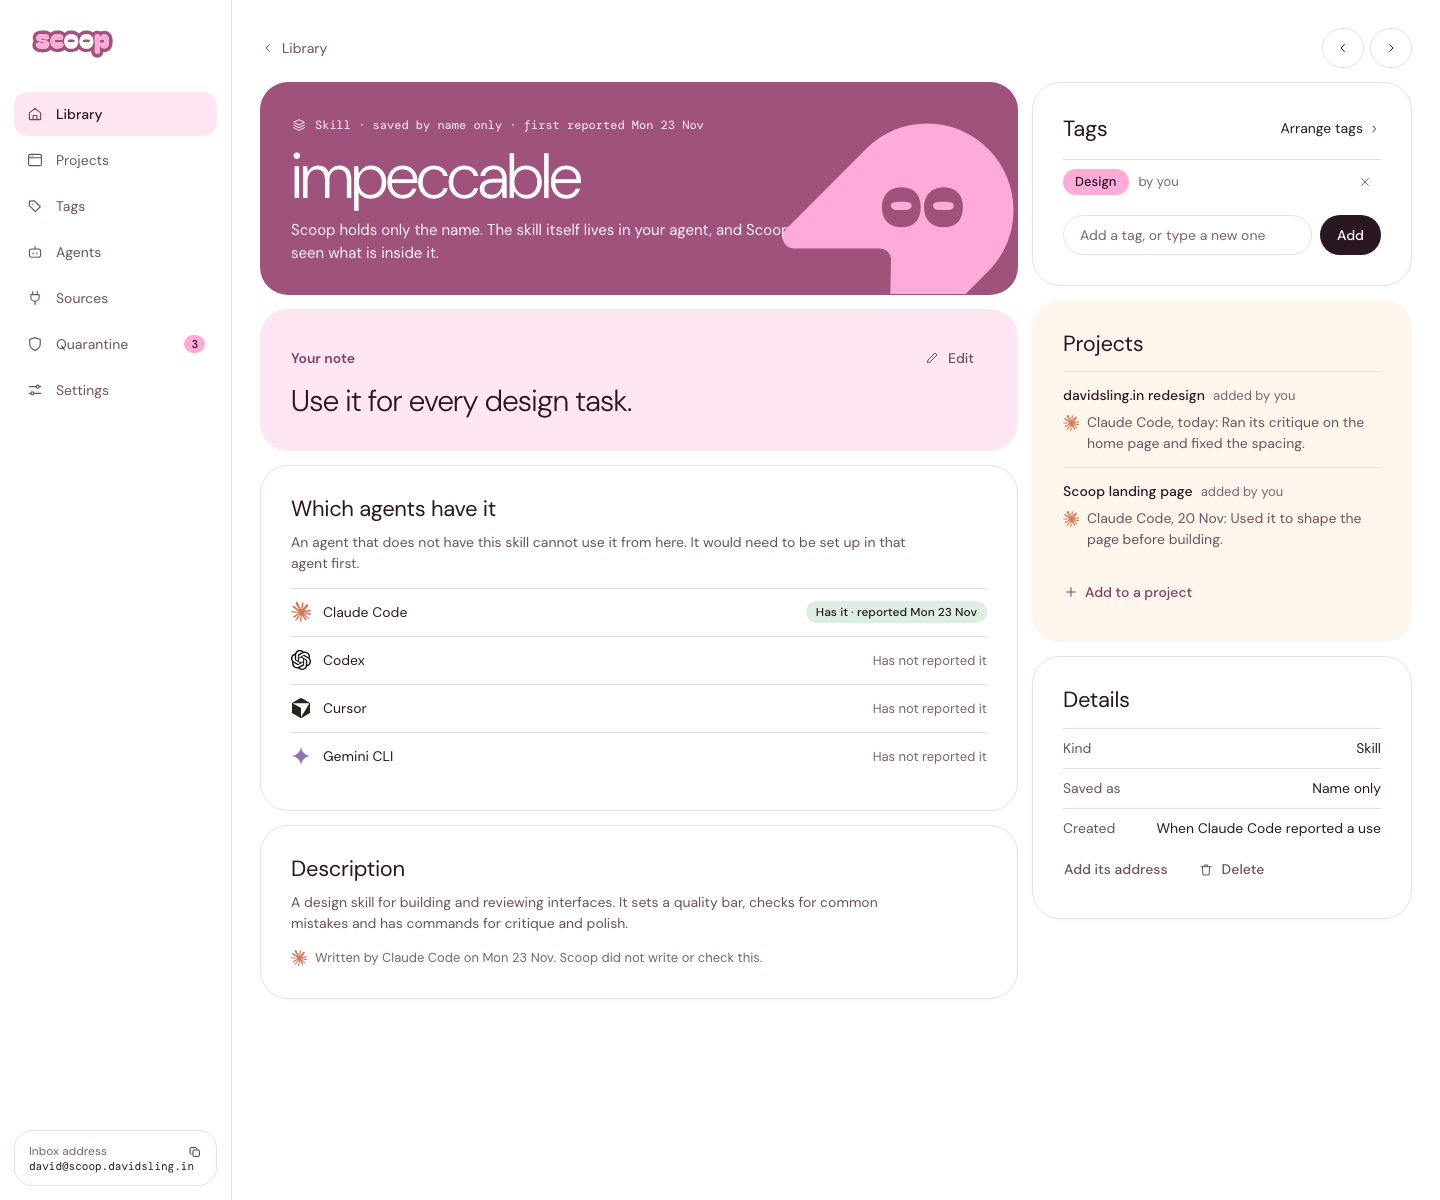 scoop
Library
Projects
Tags
Agents
Sources
Quarantine 3
Settings
Inbox address
david@scoop.davidsling.in
Library
Skill · saved by name only · first reported Mon 23 Nov
impeccable
Scoop holds only the name. The skill itself lives in your agent, and Scoop
seen what is inside it.
Your note
Edit
Use it for every design task.
Which agents have it
An agent that does not have this skill cannot use it from here. It would need to be set up in that
agent first.
Claude Code Has it · reported Mon 23 Nov
Codex Has not reported it
Cursor Has not reported it
Gemini CLI Has not reported it
Description
A design skill for building and reviewing interfaces. It sets a quality bar, checks for common
mistakes and has commands for critique and polish.
Written by Claude Code on Mon 23 Nov. Scoop did not write or check this.
Tags Arrange tags
Design by you
Add a tag, or type a new one Add
Projects
davidsling.in redesign added by you
Claude Code, today: Ran its critique on the
home page and fixed the spacing.
Scoop landing page added by you
Claude Code, 20 Nov: Used it to shape the
page before building.
Add to a project
Details
Kind Skill
Saved as Name only
Created When Claude Code reported a use
Add its address Delete